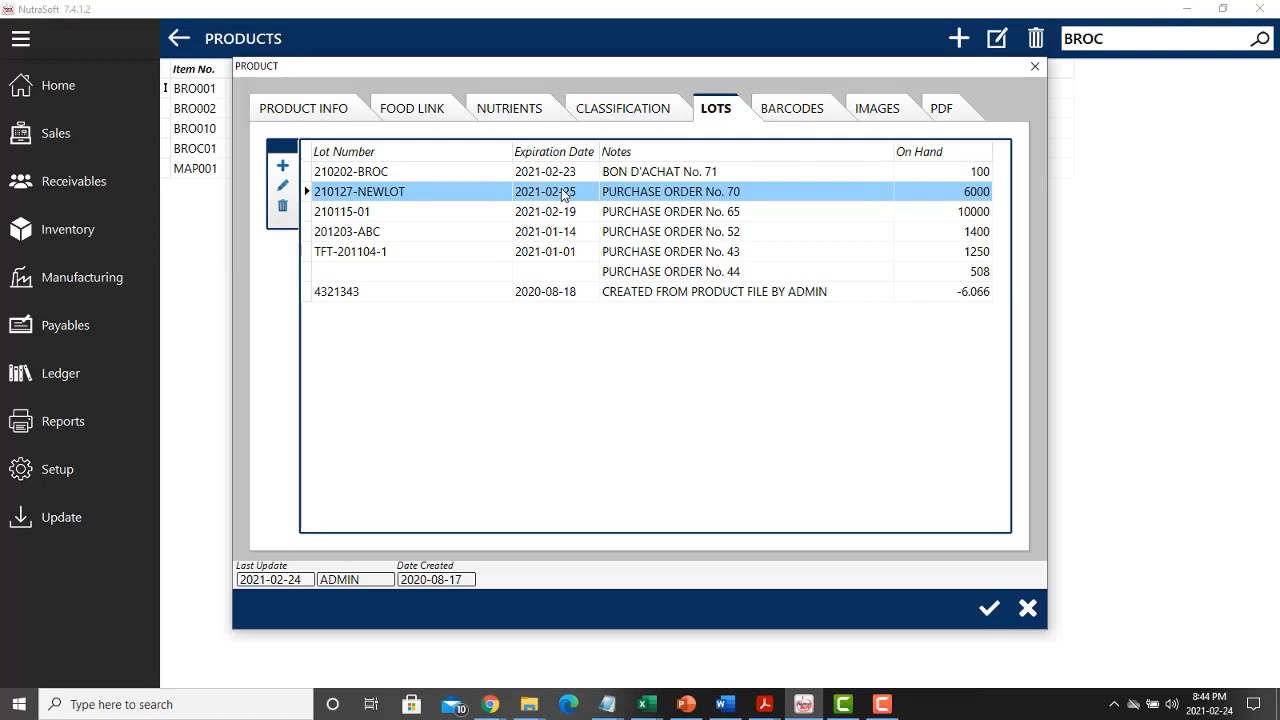 NutraSoft 7.4.1.2
PRODUCTS
BROC
Home
Sales
Receivables
Inventory
Manufacturing
Payables
Ledger
Reports
Setup
Update
Item No.
BRO001
BRO002
BRO010
BROC01
MAP001
PRODUCT
PRODUCT INFO FOOD LINK NUTRIENTS CLASSIFICATION LOTS BARCODES IMAGES PDF
Lot Number Expiration Date Notes On Hand
210202-BROC 2021-02-23 BON D'ACHAT No. 71 100
210127-NEWLOT 2021-02-25 PURCHASE ORDER No. 70 6000
210115-01 2021-02-19 PURCHASE ORDER No. 65 10000
201203-ABC 2021-01-14 PURCHASE ORDER No. 52 1400
TFT-201104-1 2021-01-01 PURCHASE ORDER No. 43 1250
PURCHASE ORDER No. 44 508
4321343 2020-08-18 CREATED FROM PRODUCT FILE BY ADMIN -6.066
Last Update Date Created
2021-02-24 ADMIN 2020-08-17
Type here to search
10
8:44 PM
2021-02-24